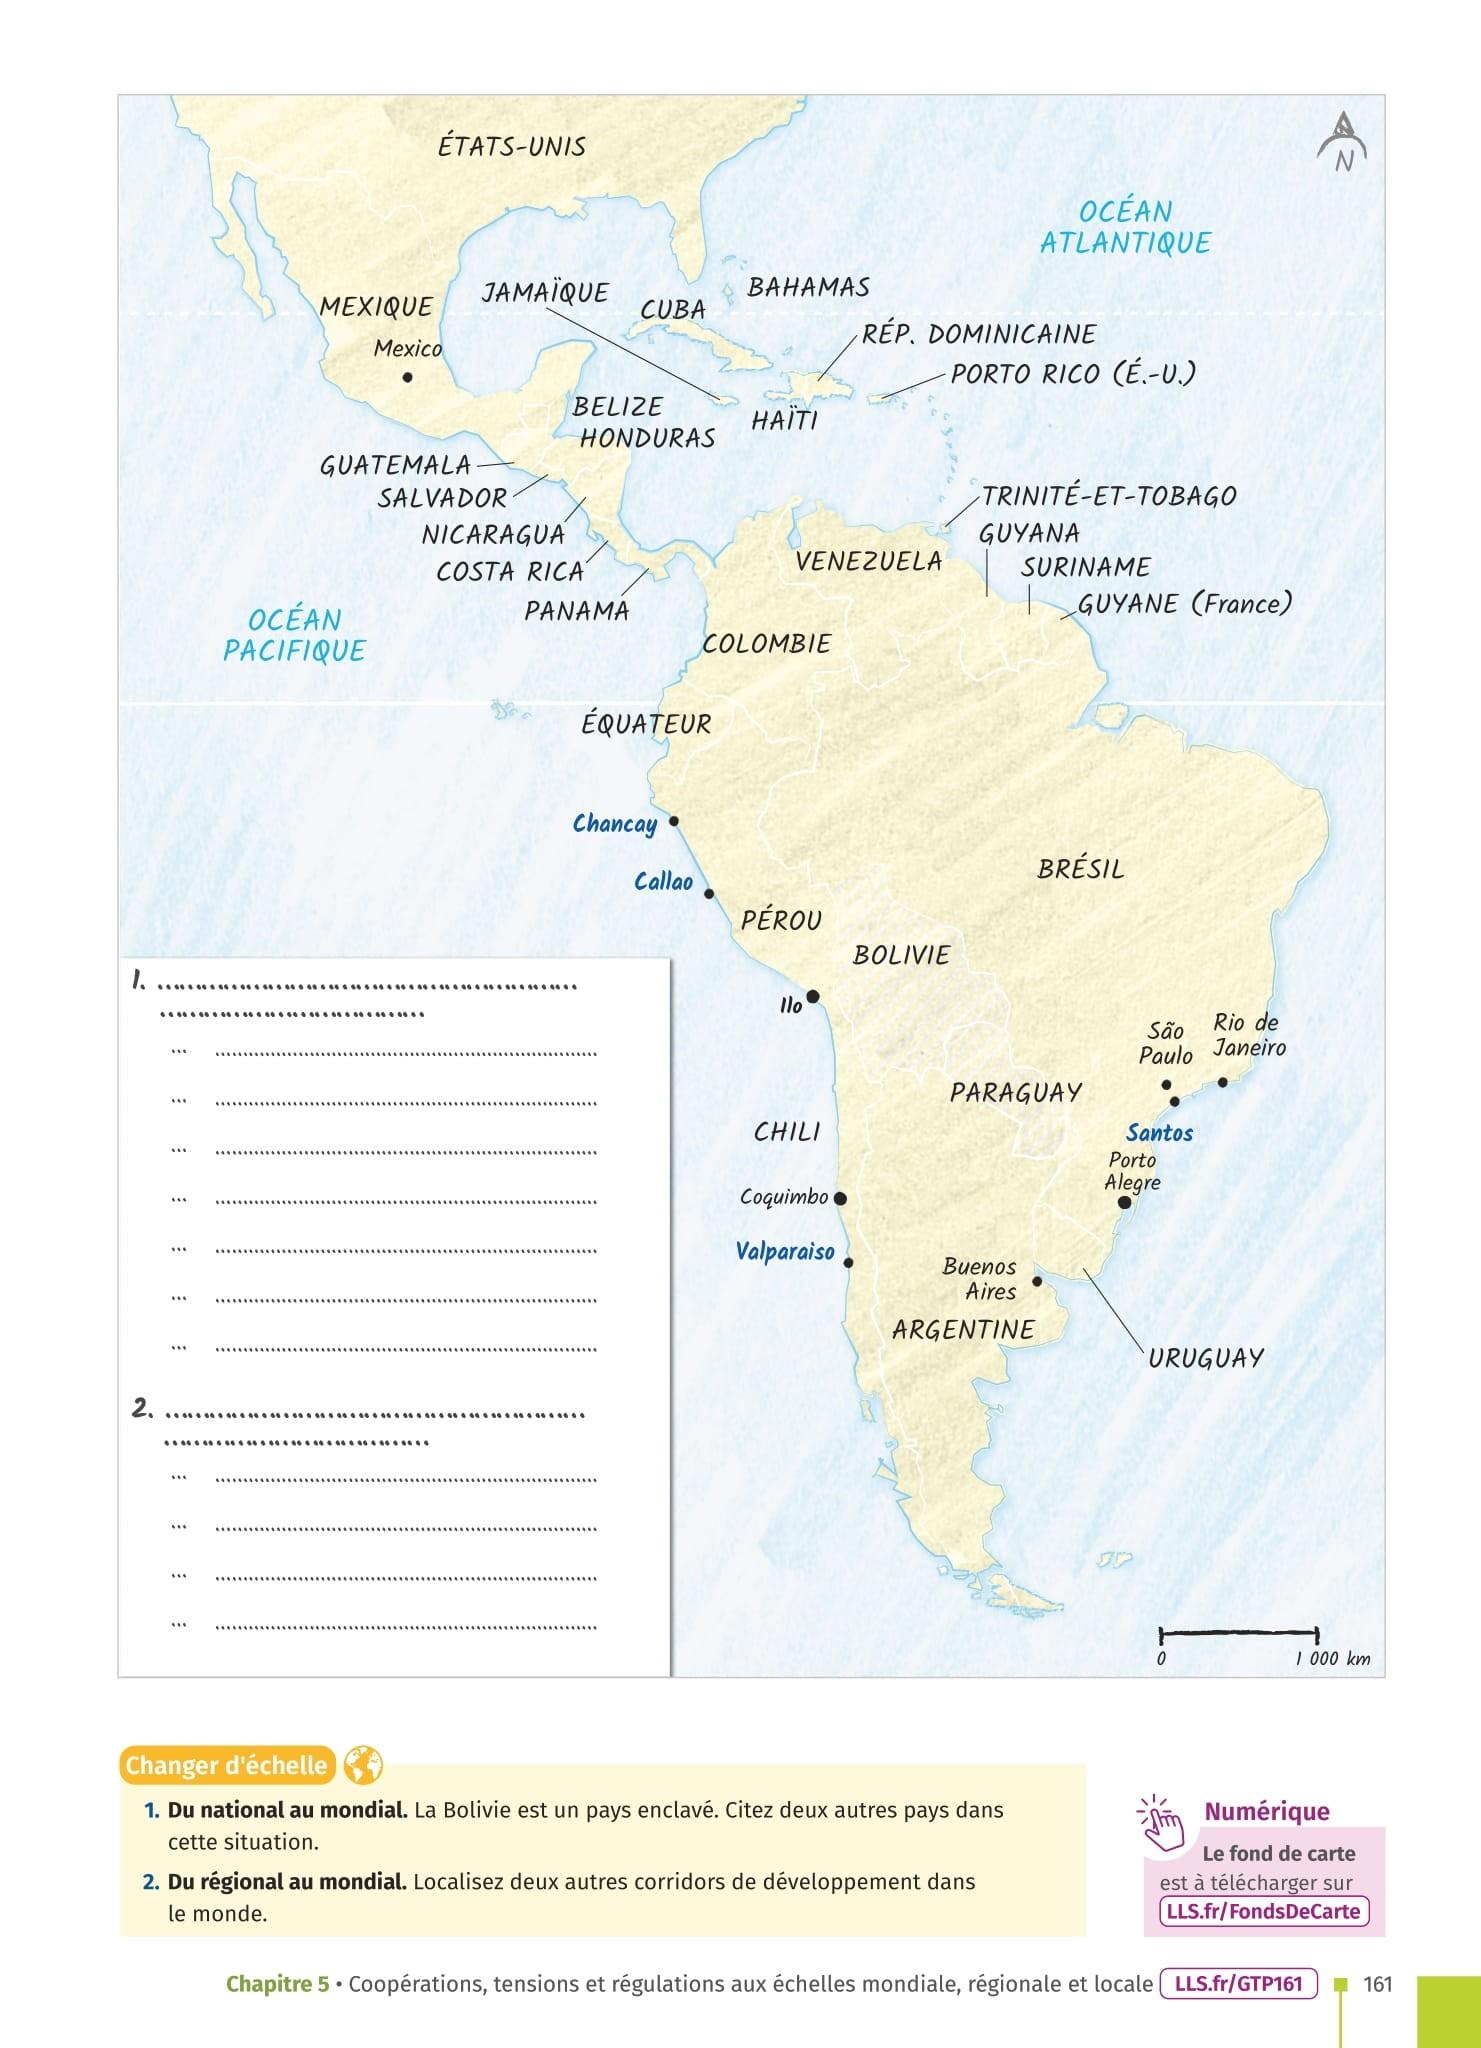 ÉTATS-UNIS
N
OCÉAN
ATLANTIQUE
MEXIQUE
JAMAÏQUE
CUBA
BAHAMAS
Mexico
RÉP. DOMINICAINE
PORTO RICO (É.-U.)
BELIZE
HONDURAS
HAÏTI
GUATEMALA
SALVADOR
NICARAGUA
COSTA RICA
PANAMA
TRINITÉ-ET-TOBAGO
GUYANA
VENEZUELA
SURINAME
GUYANE (France)
OCÉAN
PACIFIQUE
COLOMBIE
ÉQUATEUR
Chancay
Callao
PÉROU
BRÉSIL
BOLIVIE
Ilo
São
Paulo
Rio de
Janeiro
PARAGUAY
CHILI
Santos
Porto
Alegre
Coquimbo
Valparaiso
Buenos
Aires
ARGENTINE
URUGUAY
0 1 000 km
1. ................................................
................................
... ................................................
... ................................................
... ................................................
... ................................................
... ................................................
... ................................................
... ................................................
2. ................................................
................................
... ................................................
... ................................................
... ................................................
... ................................................
Changer d'échelle
1. Du national au mondial. La Bolivie est un pays enclavé. Citez deux autres pays dans
cette situation.
2. Du régional au mondial. Localisez deux autres corridors de développement dans
le monde.
Numérique
Le fond de carte
est à télécharger sur
LLS.fr/FondsDeCarte
Chapitre 5 • Coopérations, tensions et régulations aux échelles mondiale, régionale et locale LLS.fr/GTP161 161